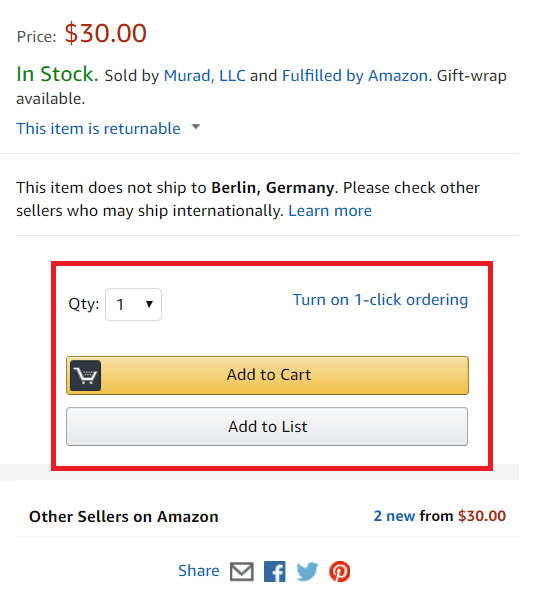 Price: $30.00
In Stock. Sold by Murad, LLC and Fulfilled by Amazon. Gift-wrap
available.
This item is returnable
This item does not ship to Berlin, Germany. Please check other
sellers who may ship internationally. Learn more
Qty: 1 Turn on 1-click ordering
Add to Cart
Add to List
Other Sellers on Amazon 2 new from $30.00
Share